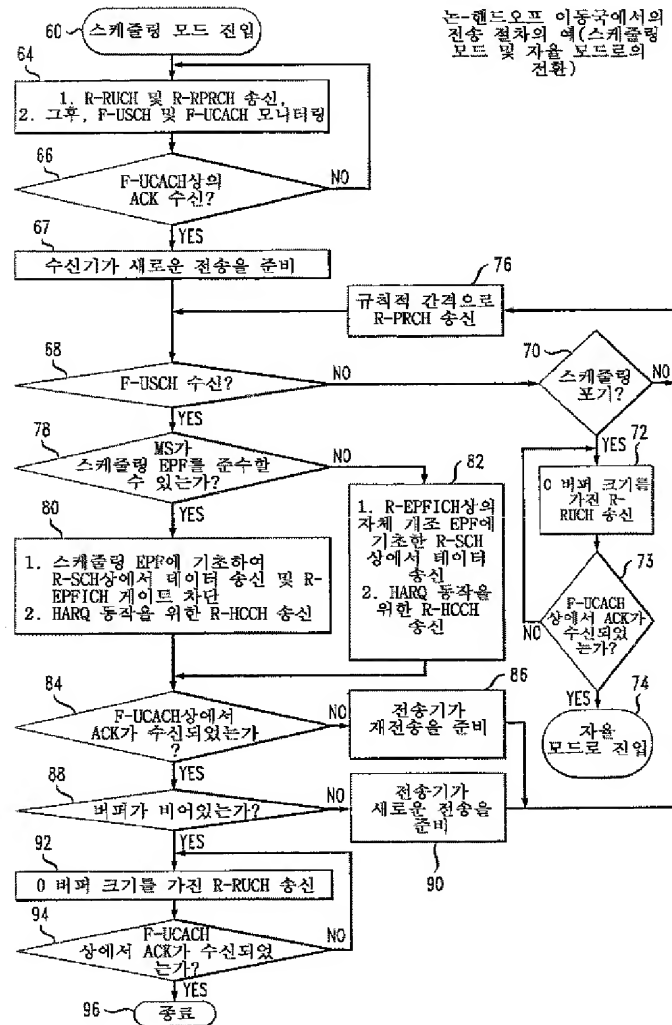 논-핸드오프 이동국에서의
전송 절차의 예(스케줄링
모드 및 자율 모드로의
전환)
60
스케줄링 모드 진입
64
1. R-RUCH 및 R-RPRCH 송신,
2. 그후, F-USCH 및 F-UCACH 모니터링
66
F-UCACH상의
ACK 수신?
NO
YES
67
수신기가 새로운 전송을 준비
76
규칙적 간격으로
R-PRCH 송신
68
F-USCH 수신?
NO
YES
70
스케줄링
포기?
NO
YES
72
0 버퍼 크기를
가진 R-
RUCH 송신
73
F-UCACH
상에서 ACK가
수신되었
는가?
NO
YES
74
자율
모드로 진입
78
MS가
스케줄링 EPF를 준수할
수 있는가?
NO
YES
80
1. 스케줄링 EPF에 기초하여
R-SCH상에서 데이터 송신 및 R-
EPFICH 게이트 차단
2. HARQ 동작을 위한 R-HCCH 송신
82
1. R-EPFICH상의
자체 개조 EPF에
기초한 R-SCH
상에서 데이터
송신
2. HARQ 동작을
위한 R-HCCH
송신
84
F-UCACH상에서
ACK가 수신되었는가
?
NO
YES
86
전송기가
재전송을 준비
88
버퍼가 비어있는가?
NO
YES
전송기가
새로운 전송을
준비
90
92
0 버퍼 크기를 가진 R-RUCH 송신
94
F-UCACH
상에서 ACK가 수신되었
는가?
NO
YES
96
종료